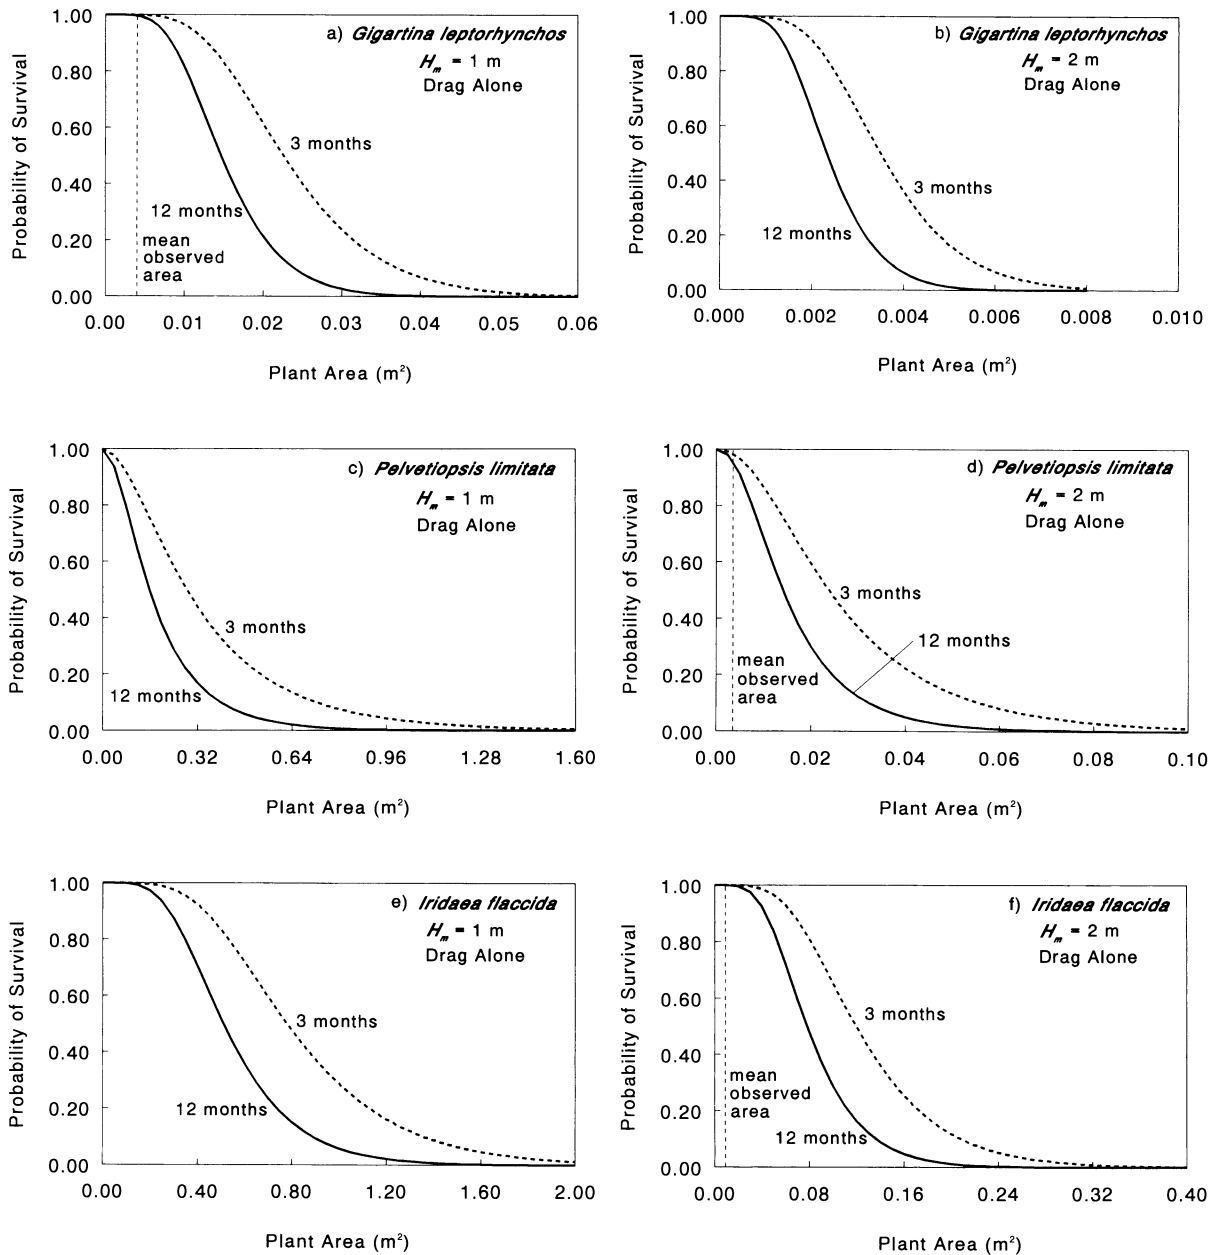 a) Gigartina leptorhynchos
Hm = 1 m
Drag Alone
Probability of Survival
1.00
0.80
0.60
0.40
0.20
0.00
3 months
12 months
mean
observed
area
0.00 0.01 0.02 0.03 0.04 0.05 0.06
Plant Area (m²)
b) Gigartina leptorhynchos
Hm = 2 m
Drag Alone
Probability of Survival
1.00
0.80
0.60
0.40
0.20
0.00
3 months
12 months
0.000 0.002 0.004 0.006 0.008 0.010
Plant Area (m²)
c) Pelvetiopsis limitata
Hm = 1 m
Drag Alone
Probability of Survival
1.00
0.80
0.60
0.40
0.20
0.00
3 months
12 months
0.00 0.32 0.64 0.96 1.28 1.60
Plant Area (m²)
d) Pelvetiopsis limitata
Hm = 2 m
Drag Alone
Probability of Survival
1.00
0.80
0.60
0.40
0.20
0.00
3 months
12 months
mean
observed
area
0.00 0.02 0.04 0.06 0.08 0.10
Plant Area (m²)
e) Iridaea flaccida
Hm = 1 m
Drag Alone
Probability of Survival
1.00
0.80
0.60
0.40
0.20
0.00
3 months
12 months
0.00 0.40 0.80 1.20 1.60 2.00
Plant Area (m²)
f) Iridaea flaccida
Hm = 2 m
Drag Alone
Probability of Survival
1.00
0.80
0.60
0.40
0.20
0.00
3 months
mean
observed
area
12 months
0.00 0.08 0.16 0.24 0.32 0.40
Plant Area (m²)